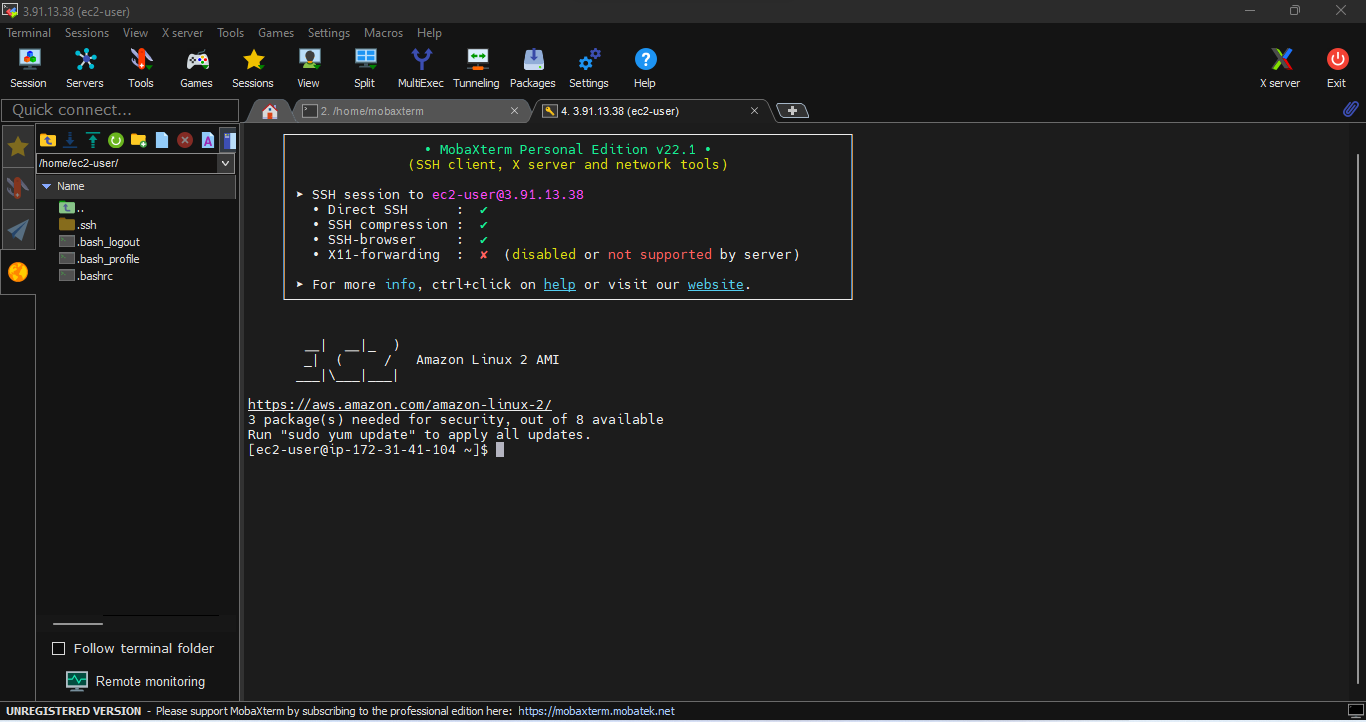 3.91.13.38 (ec2-user)
Terminal Sessions View X server Tools Games Settings Macros Help
Session Servers Tools Games Sessions View Split MultiExec Tunneling Packages Settings Help X server Exit
Quick connect...
2. /home/mobaxterm
4. 3.91.13.38 (ec2-user)
/home/ec2-user/
Name
..
.ssh
.bash_logout
.bash_profile
.bashrc
Follow terminal folder
Remote monitoring
• MobaXterm Personal Edition v22.1 •
(SSH client, X server and network tools)
➤ SSH session to ec2-user@3.91.13.38
• Direct SSH : ✔
• SSH compression : ✔
• SSH-browser : ✔
• X11-forwarding : ✘ (disabled or not supported by server)
➤ For more info, ctrl+click on help or visit our website.
__| __|_ )
_| ( / Amazon Linux 2 AMI
___|\___|___|
https://aws.amazon.com/amazon-linux-2/
3 package(s) needed for security, out of 8 available
Run "sudo yum update" to apply all updates.
[ec2-user@ip-172-31-41-104 ~]$
UNREGISTERED VERSION - Please support MobaXterm by subscribing to the professional edition here: https://mobaxterm.mobatek.net